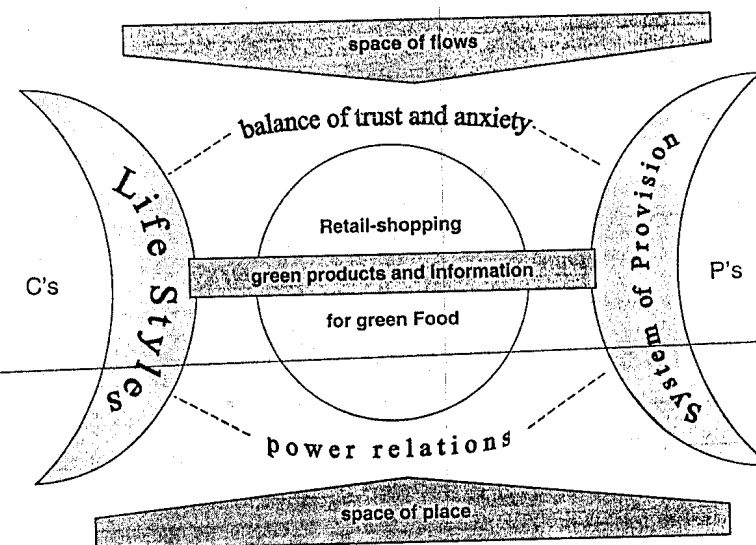 space of flows
balance of trust and anxiety
Life Styles
System of Provision
Retail-shopping
C's
green products and Information
P's
for green Food
power relations
space of place